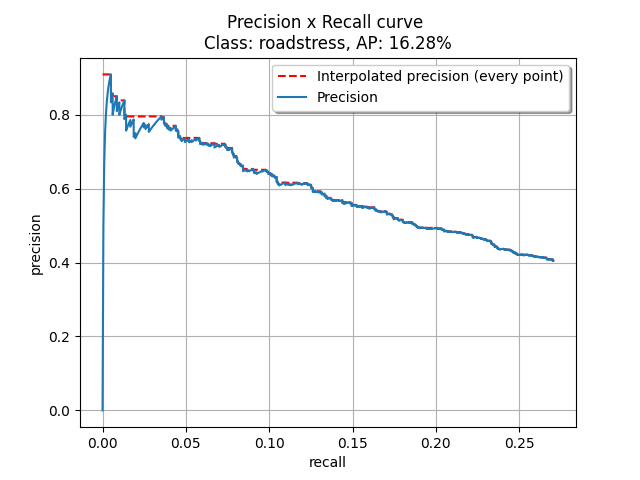 Precision x Recall curve
Class: roadstress, AP: 16.28%
Interpolated precision (every point)
Precision
0.8
0.6
0.4
0.2
0.0
precision
0.00 0.05 0.10 0.15 0.20 0.25
recall